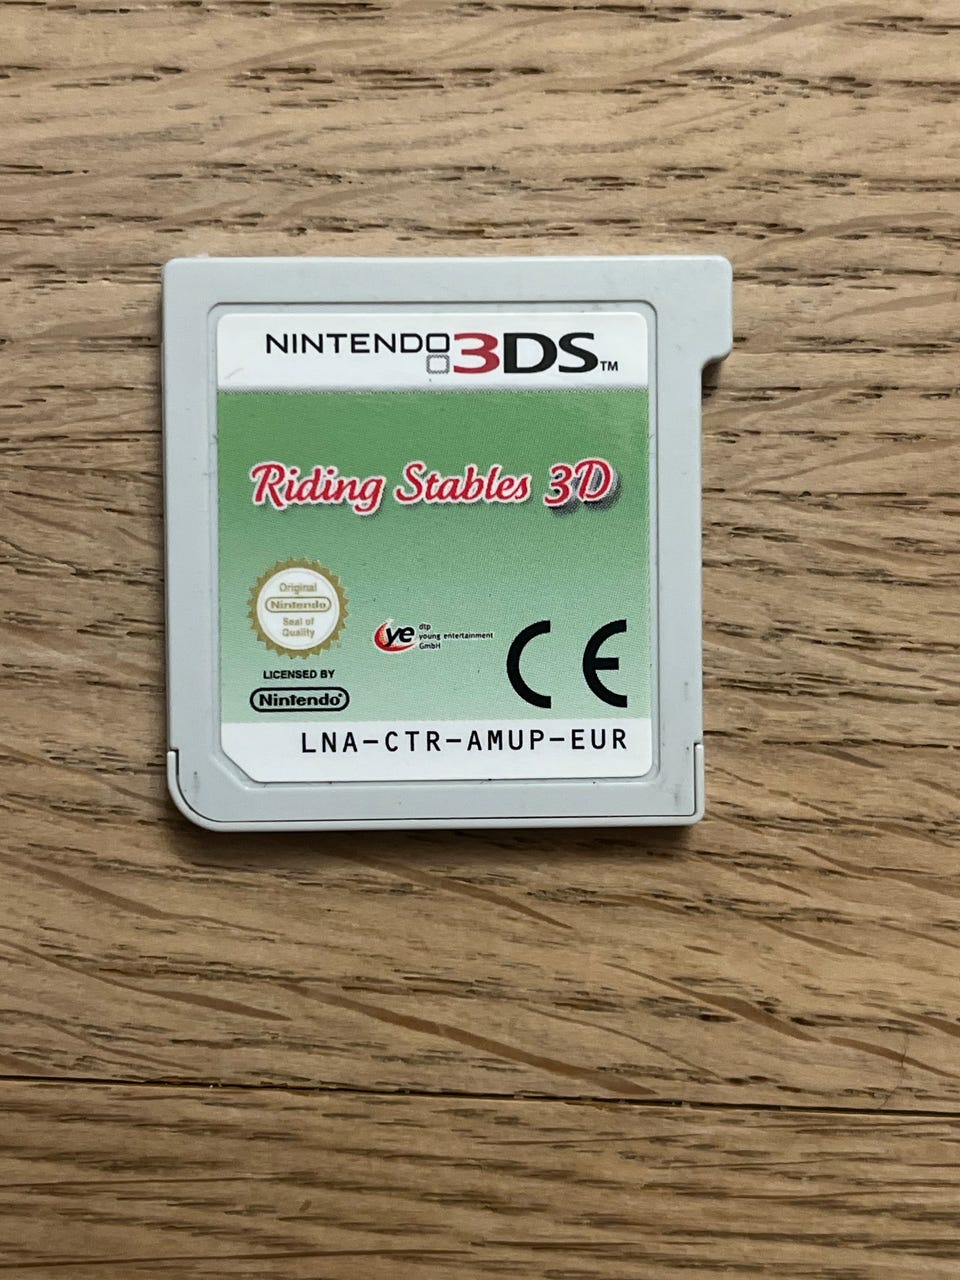 NINTENDO3DS™
Riding Stables 3D
Original
Nintendo
Seal of
Quality
ye
dtp
young entertainment
GmbH
CE
LICENSED BY
Nintendo®
LNA-CTR-AMUP-EUR